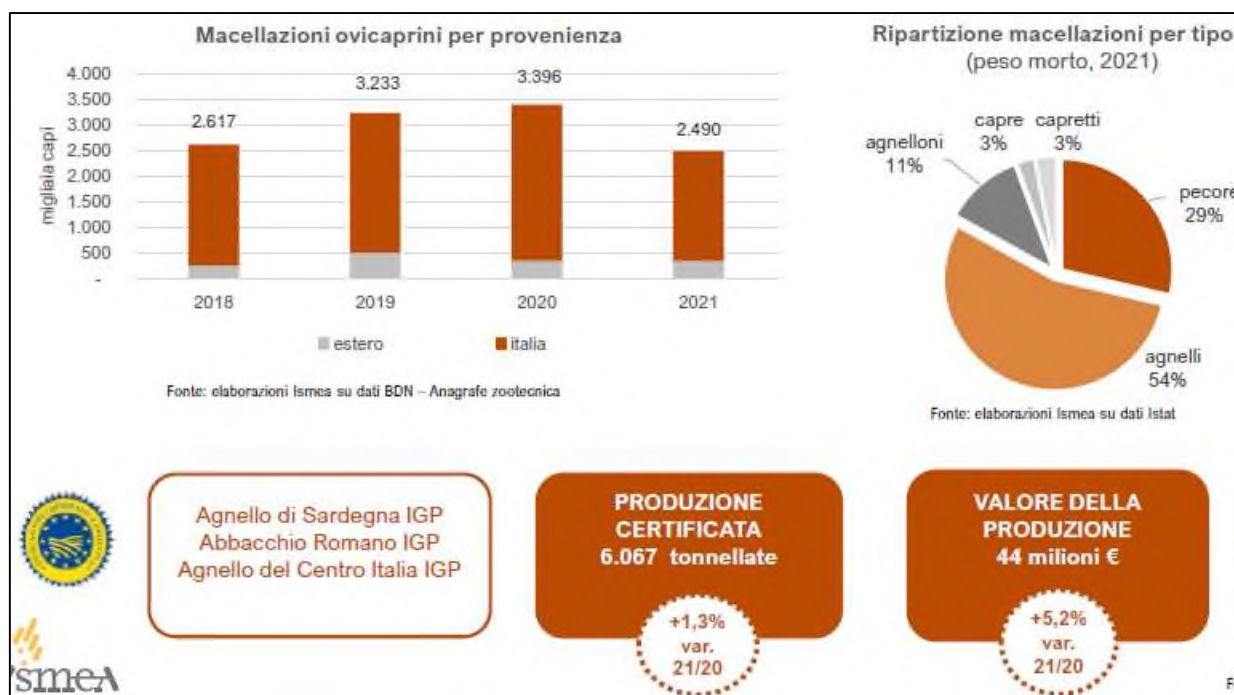 Macellazioni ovicaprini per provenienza
migliaia capi
4.000
3.500
3.000
2.500
2.000
1.500
1.000
500
-
2.617
3.233
3.396
2.490
2018
2019
2020
2021
estero
italia
Fonte: elaborazioni Ismea su dati BDN – Anagrafe zootecnica
Ripartizione macellazioni per tipo
(peso morto, 2021)
capre
3%
capretti
3%
agnelloni
11%
pecore
29%
agnelli
54%
Fonte: elaborazioni Ismea su dati Istat
Agnello di Sardegna IGP
Abbacchio Romano IGP
Agnello del Centro Italia IGP
PRODUZIONE
CERTIFICATA
6.067 tonnellate
+1,3%
var.
21/20
VALORE DELLA
PRODUZIONE
44 milioni €
+5,2%
var.
21/20
ismeA